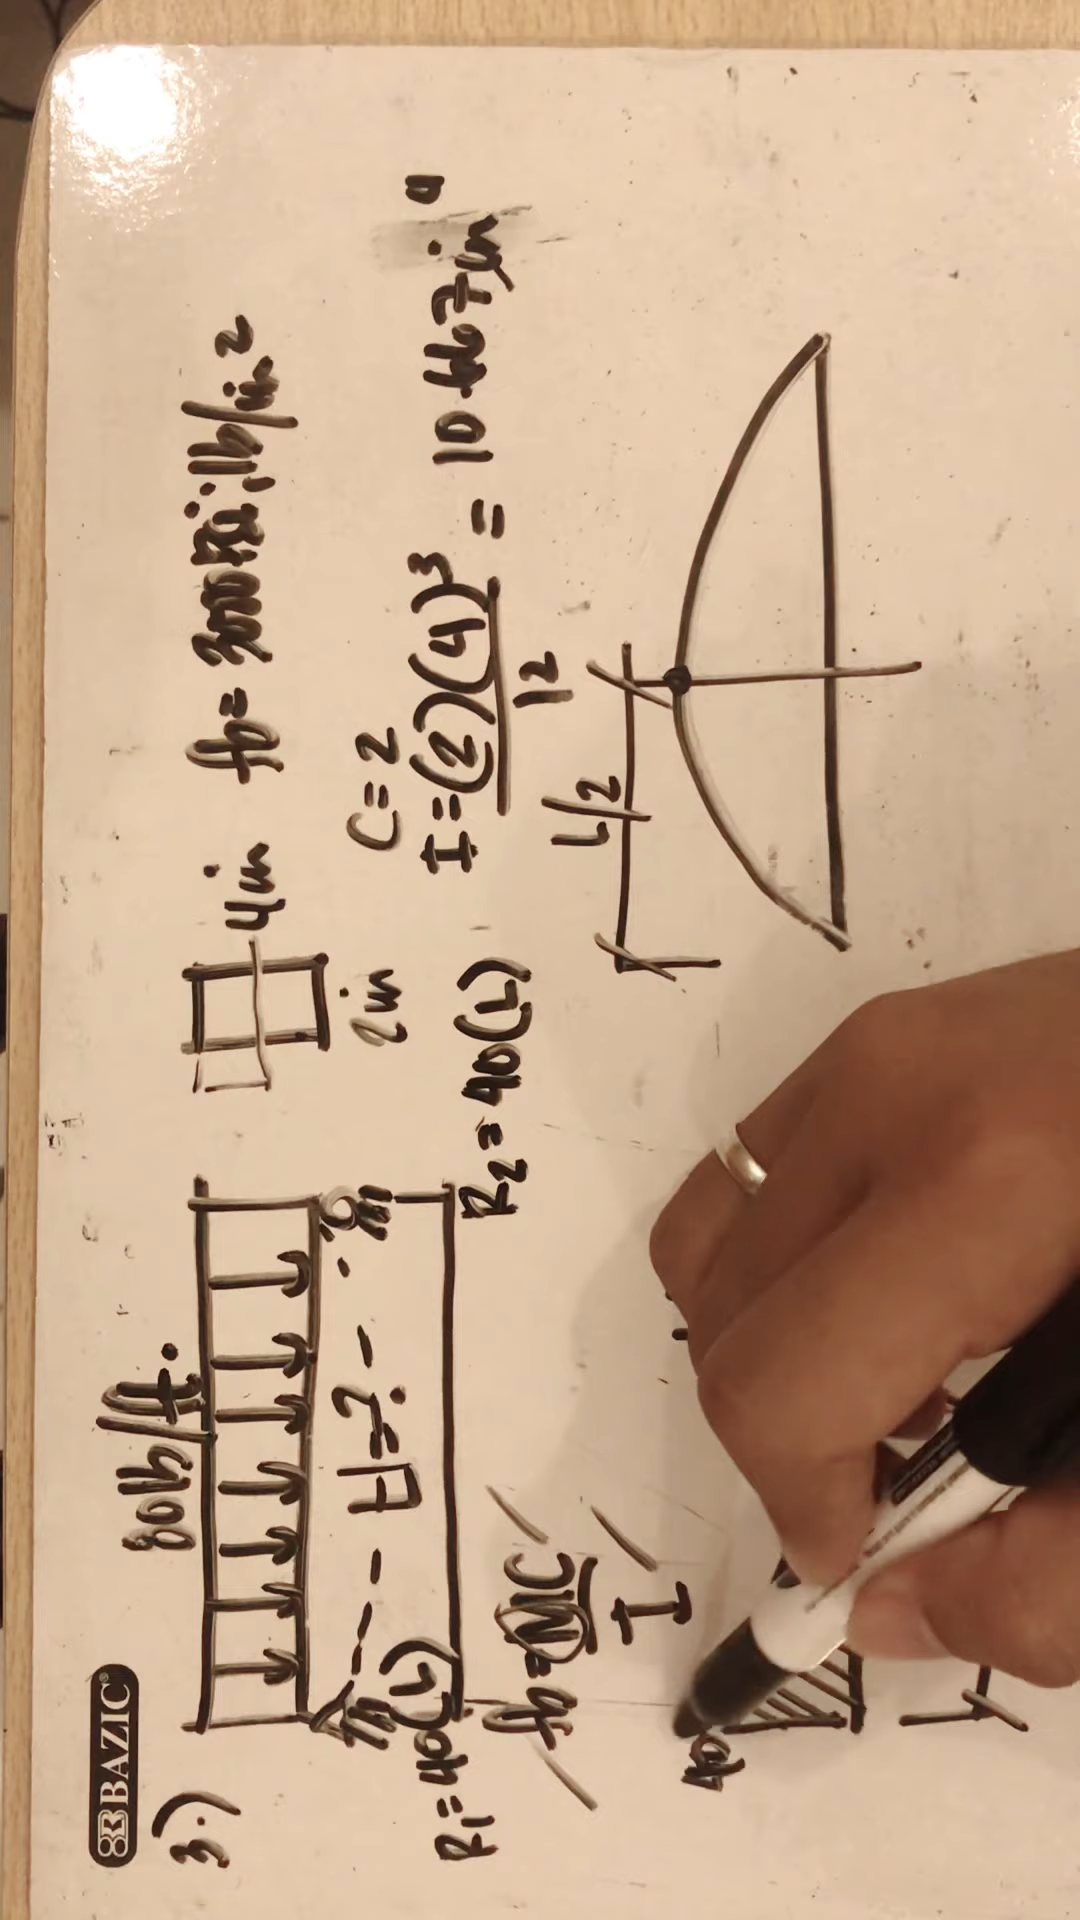 BAZIC
3.)
80lb/ft.
4in
2in
fb= 3000 lb/in.²
L=?
C=2
I=(2)(4)³ = 10.667in⁴
12
R1=40(L)
R2=40(L)
fb=MC
I
L/2
40